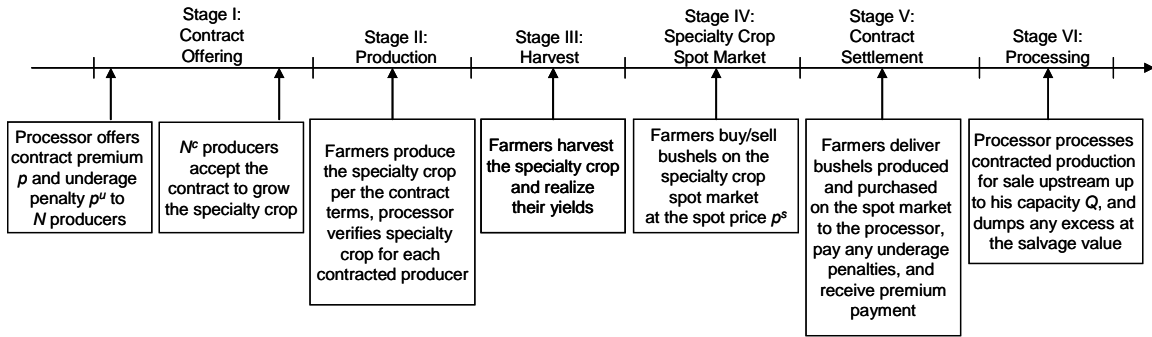 Stage I:
Contract
Offering
Stage II:
Production
Stage III:
Harvest
Stage IV:
Specialty Crop
Spot Market
Stage V:
Contract
Settlement
Stage VI:
Processing
Processor offers
contract premium
p and underage
penalty pᵘ to
N producers
Nᶜ producers
accept the
contract to grow
the specialty crop
Farmers produce
the specialty crop
per the contract
terms, processor
verifies specialty
crop for each
contracted producer
Farmers harvest
the specialty crop
and realize
their yields
Farmers buy/sell
bushels on the
specialty crop
spot market
at the spot price pˢ
Farmers deliver
bushels produced
and purchased
on the spot market
to the processor,
pay any underage
penalties, and
receive premium
payment
Processor processes
contracted production
for sale upstream up
to his capacity Q, and
dumps any excess at
the salvage value